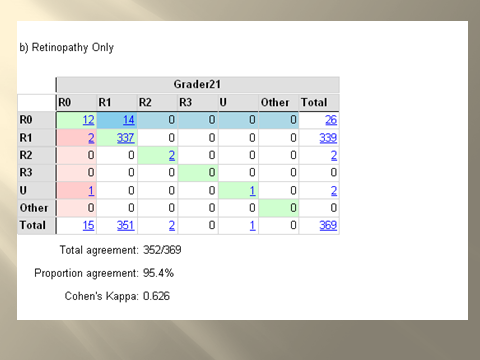 b) Retinopathy Only
Grader21
R0 R1 R2 R3 U Other Total
R0 12 14 0 0 0 0 26
R1 2 337 0 0 0 0 339
R2 0 0 2 0 0 0 2
R3 0 0 0 0 0 0 0
U 1 0 0 0 1 0 2
Other 0 0 0 0 0 0 0
Total 15 351 2 0 1 0 369
Total agreement: 352/369
Proportion agreement: 95.4%
Cohen's Kappa: 0.626